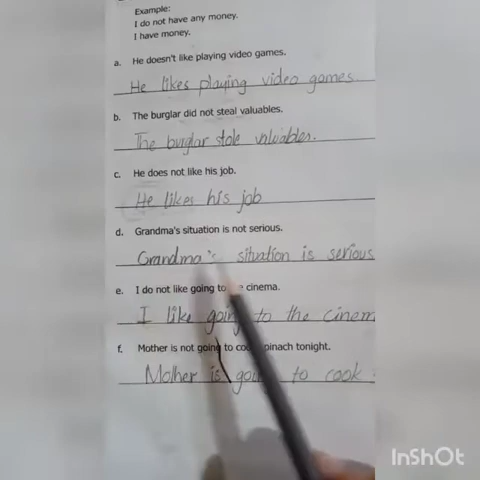 Example:
I do not have any money.
I have money.
a. He doesn't like playing video games.
He likes playing video games
b. The burglar did not steal valuables.
The burglar stole valuables.
c. He does not like his job.
He likes his job
d. Grandma's situation is not serious.
Grandma's situation is serious
e. I do not like going to cinema.
I like going to the cinem
f. Mother is not going to cook spinach tonight.
Mother is going to cook
InShOt